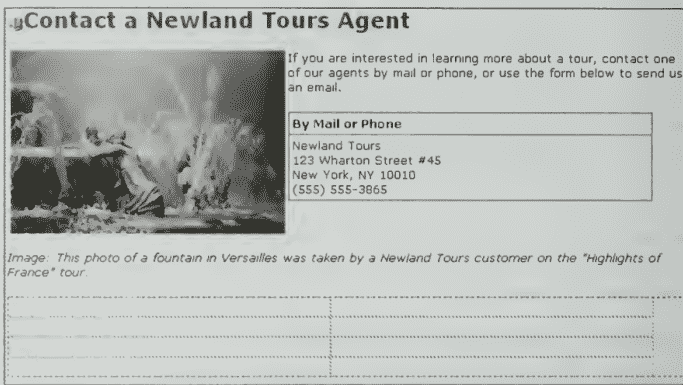 Contact a Newland Tours Agent
If you are interested in learning more about a tour, contact one
of our agents by mail or phone, or use the form below to send us
an email.
By Mail or Phone
Newland Tours
123 Wharton Street #45
New York, NY 10010
(555) 555-3865
Image: This photo of a fountain in Versailles was taken by a Newland Tours customer on the "Highlights of
France" tour.